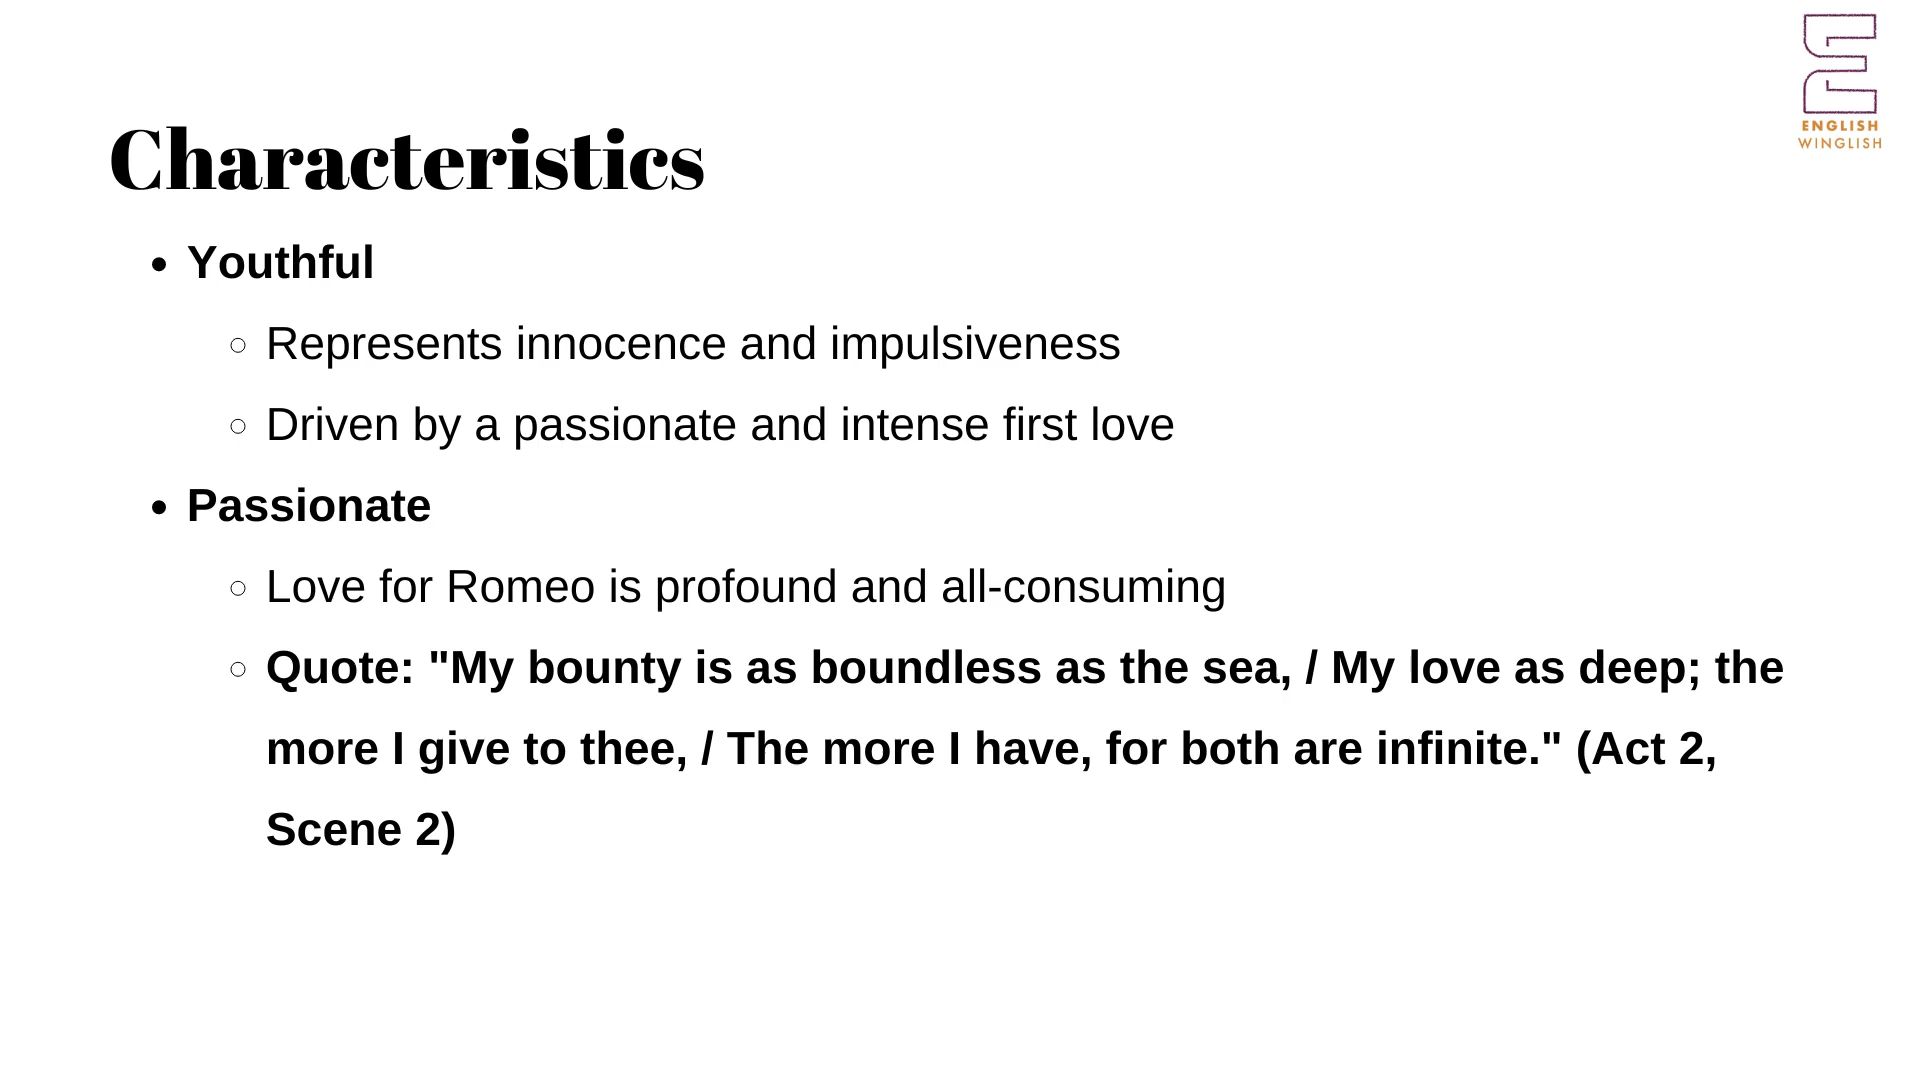 ENGLISH
WINGLISH
Characteristics
• Youthful
○ Represents innocence and impulsiveness
○ Driven by a passionate and intense first love
• Passionate
○ Love for Romeo is profound and all-consuming
○ Quote: "My bounty is as boundless as the sea, / My love as deep; the
more I give to thee, / The more I have, for both are infinite." (Act 2,
Scene 2)